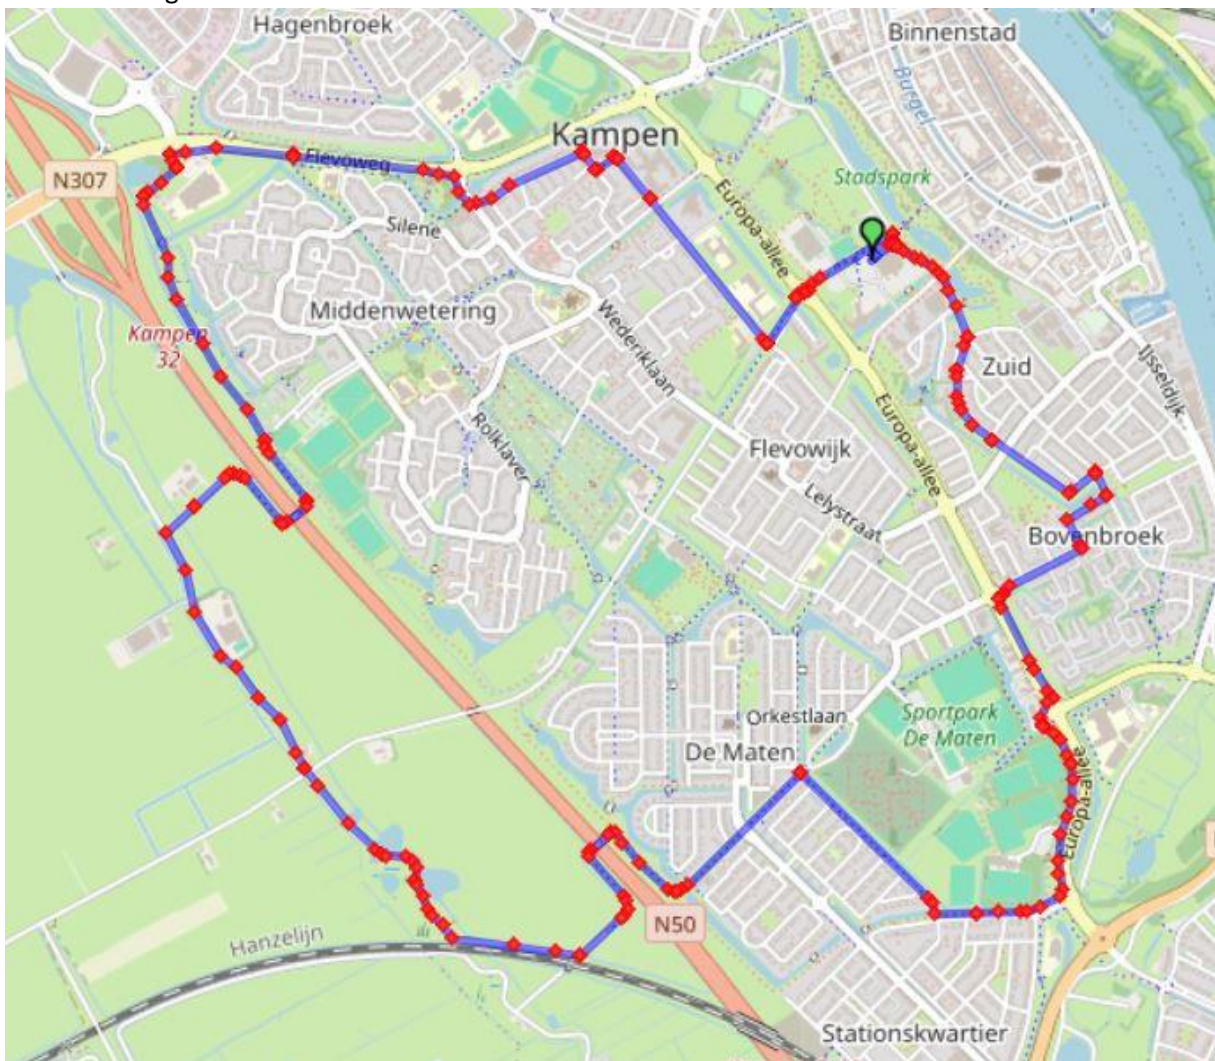 Hagenbroek
Binnenstad
Burgel
Kampen
N307
Flevoweg
Stadspark
Europa-allee
Silene
Middenwetering
Kampen
32
Wederiklaan
Zuid
IJsseldijk
Europa-allee
Rolklaver
Flevowijk
Lelystraat
Bovenbroek
Orkestlaan
Sportpark
De Maten
De Maten
Europa-allee
N50
Hanzelijn
Stationskwartier